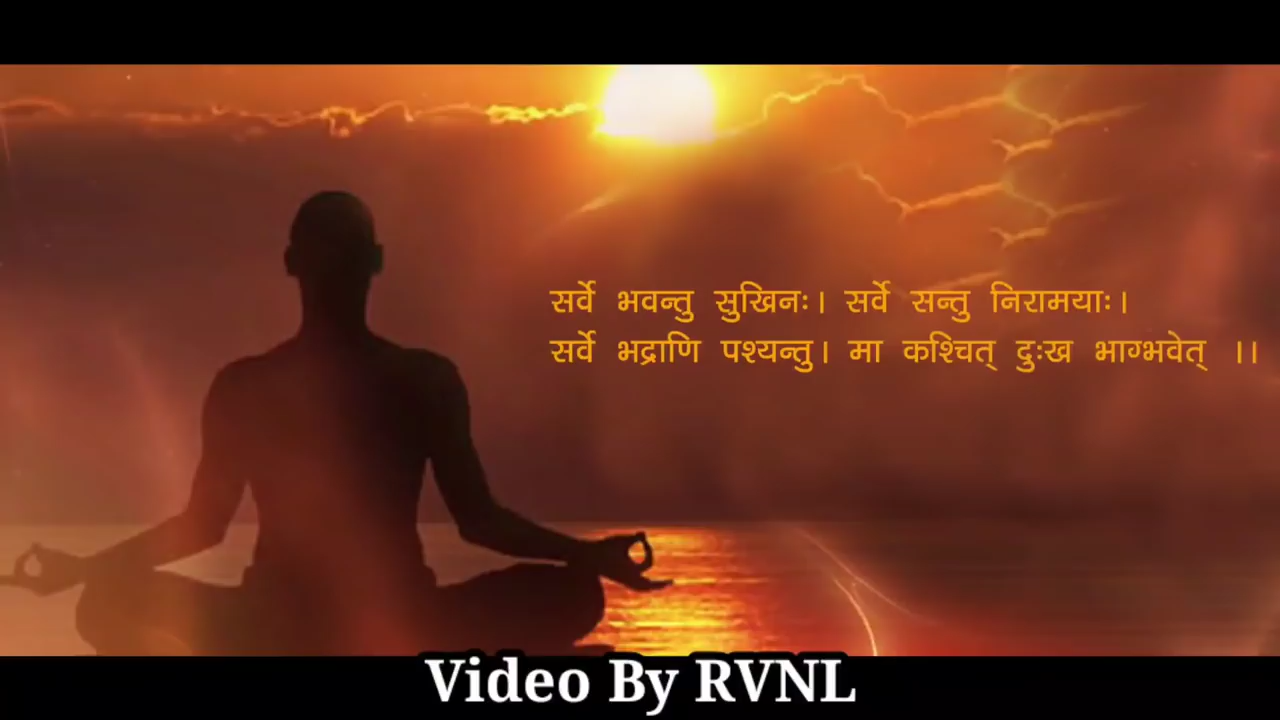 सर्वे भवन्तु सुखिनः। सर्वे सन्तु निरामयाः।
सर्वे भद्राणि पश्यन्तु। मा कश्चित् दुःख भाग्भवेत् ।।
Video By RVNL